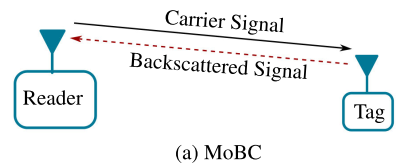 Carrier Signal
Backscattered Signal
Reader
Tag
(a) MoBC